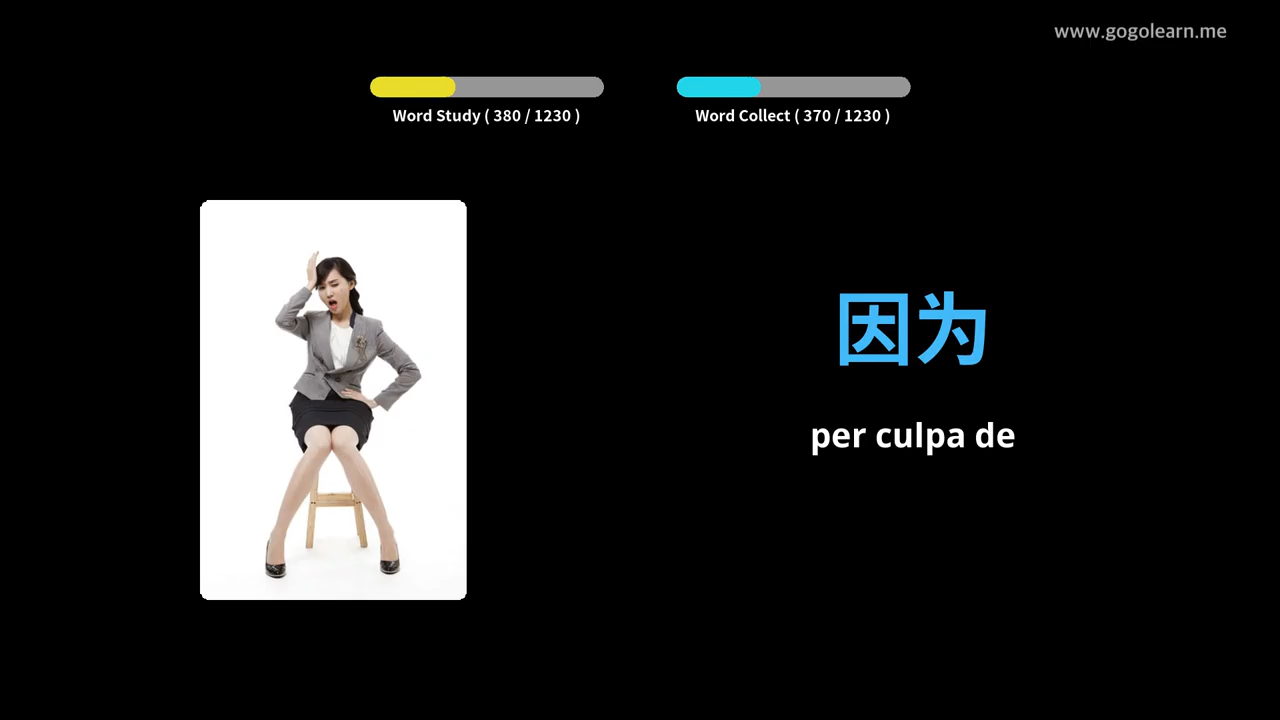 www.gogolearn.me
Word Study ( 380 / 1230 )
Word Collect ( 370 / 1230 )
因为
per culpa de